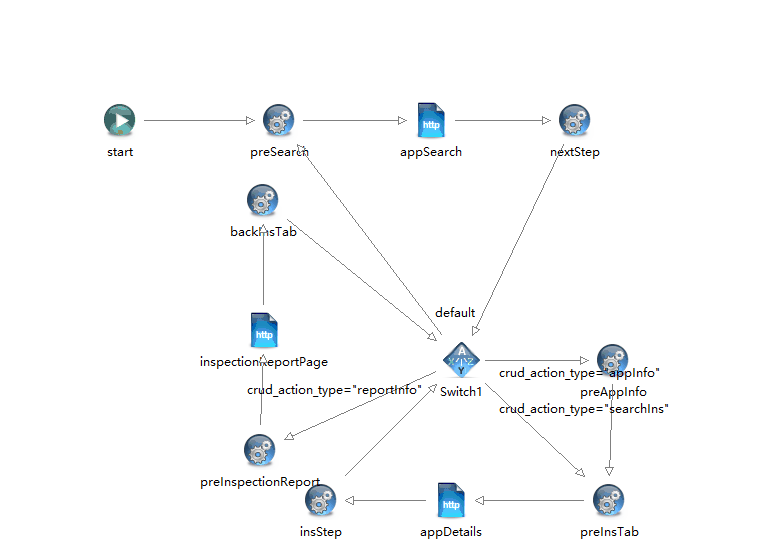 start
preSearch
http
appSearch
nextStep
backInsTab
default
http
inspectionReportPage
A
X
Z
Y
Switch1
crud_action_type="appInfo"
preAppInfo
crud_action_type="reportInfo"
crud_action_type="searchIns"
preInspectionReport
insStep
http
appDetails
preInsTab